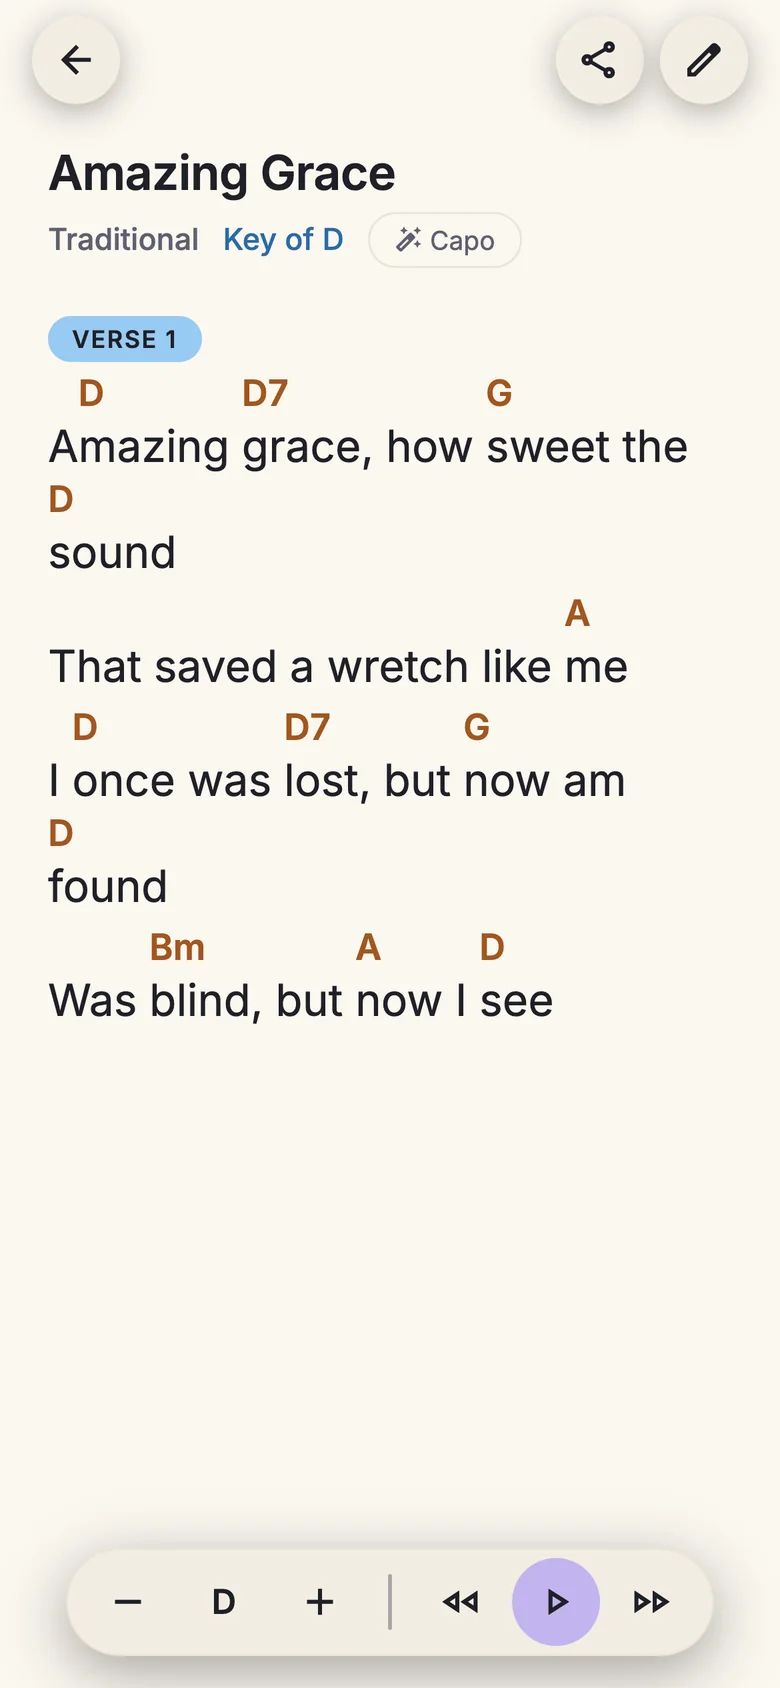 Amazing Grace
Traditional Key of D Capo
VERSE 1
D D7 G
Amazing grace, how sweet the
D
sound
A
That saved a wretch like me
D D7 G
I once was lost, but now am
D
found
Bm A D
Was blind, but now I see
− D +